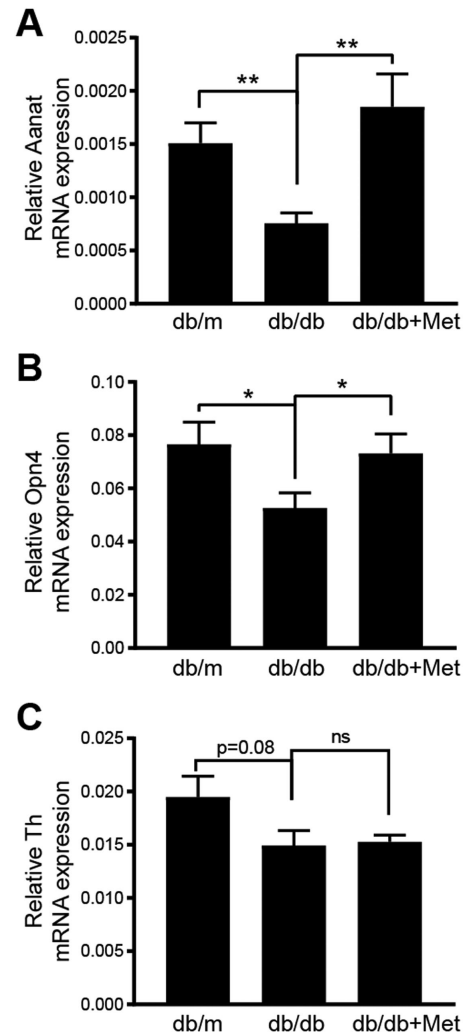 A
Relative Aanat
mRNA expression
0.0025
0.0020
0.0015
0.0010
0.0005
0.0000
**
**
db/m
db/db
db/db+Met
B
Relative Opn4
mRNA expression
0.10
0.08
0.06
0.04
0.02
0.00
*
*
db/m
db/db
db/db+Met
C
Relative Th
mRNA expression
0.025
0.020
0.015
0.010
0.005
0.000
p=0.08
ns
db/m
db/db
db/db+Met